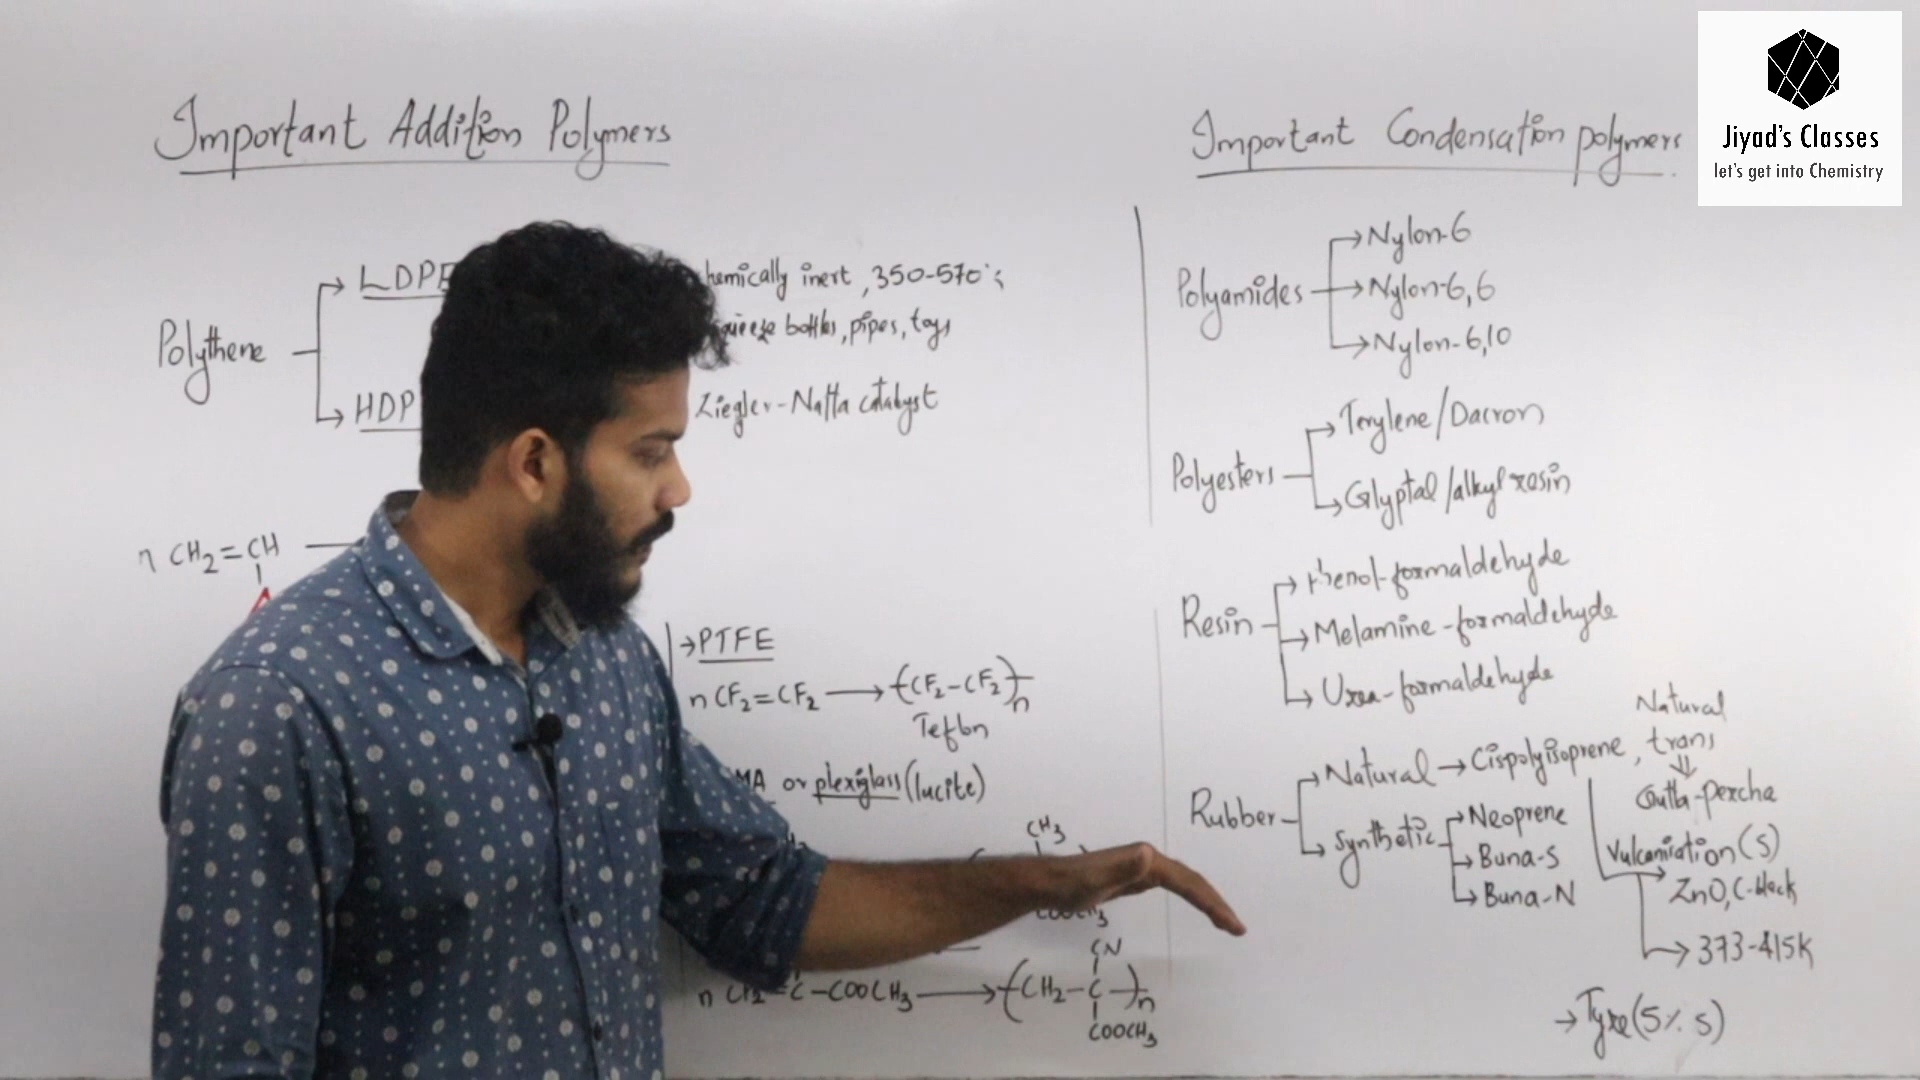 Important Addition Polymers
Polythene
LDPE
hemically inert, 350-570
bottles, pipes, toys
HDP
Ziegler-Natta catalyst
n CH2=CH
→PTFE
n CF2=CF2 → (CF2-CF2)n
Teflon
MA or plexiglass (lucite)
CH3
COOCH3
CN
n CH2=C-COOCH3 → (CH2-C-)n
COOCH3
Important Condensation polymers.
Polyamides
→Nylon-6
→Nylon-6,6
→Nylon-6,10
Polyesters
→Terylene/Dacron
→Glyptal/alkyl resin
Resin
→Phenol-formaldehyde
→Melamine-formaldehyde
→Urea-formaldehyde
Rubber
→Natural→Cispolyisoprene,
Natural
trans
⇓
Gutta-percha
→Synthetic
→Neoprene
→Buna-S
→Buna-N
(S)
ZnO, C-black
→373-415K
→Tyre(5% S)
Jiyad's Classes
let's get into Chemistry